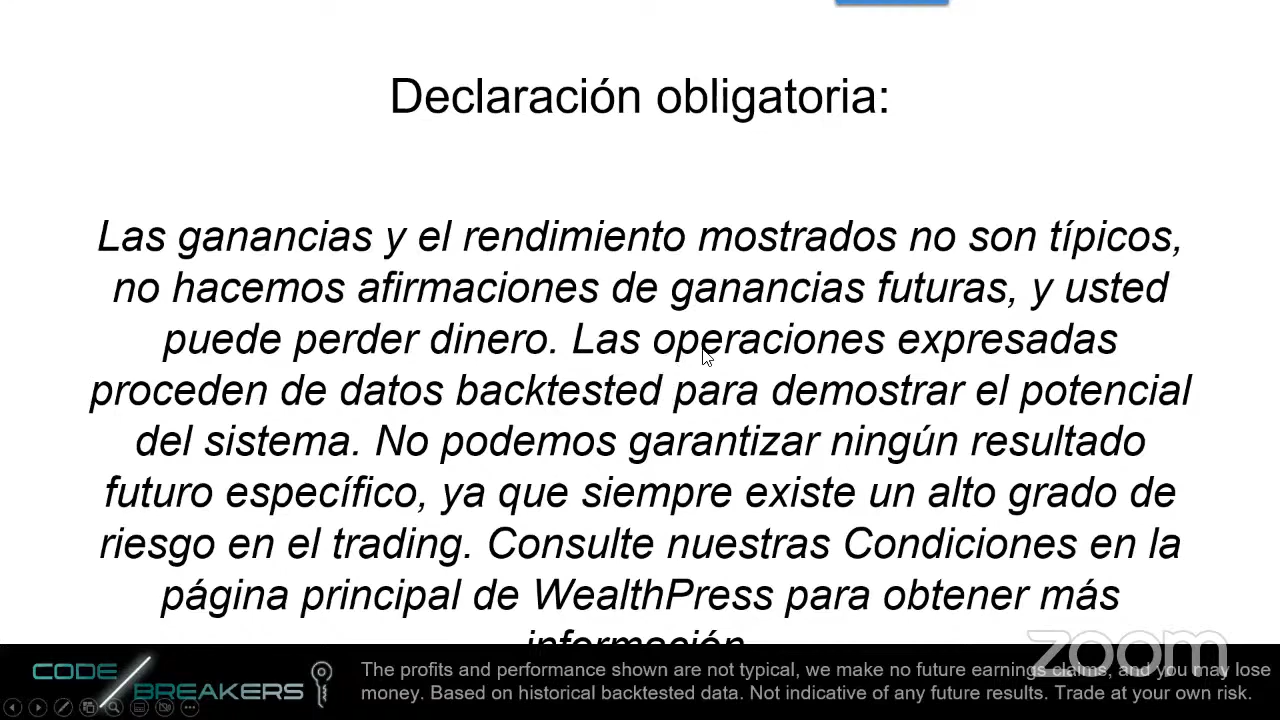 Declaración obligatoria:
Las ganancias y el rendimiento mostrados no son típicos,
no hacemos afirmaciones de ganancias futuras, y usted
puede perder dinero. Las operaciones expresadas
proceden de datos backtested para demostrar el potencial
del sistema. No podemos garantizar ningún resultado
futuro específico, ya que siempre existe un alto grado de
riesgo en el trading. Consulte nuestras Condiciones en la
página principal de WealthPress para obtener más
información
zoom
CODE
BREAKERS
The profits and performance shown are not typical, we make no future earnings claims, and you may lose
money. Based on historical backtested data. Not indicative of any future results. Trade at your own risk.